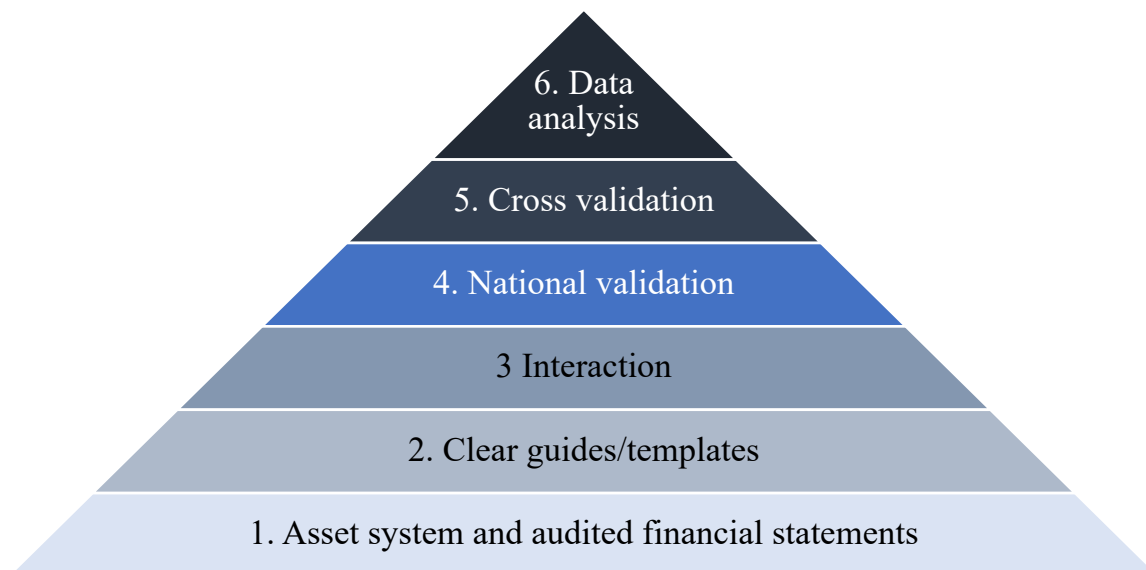 6. Data
analysis
5. Cross validation
4. National validation
3 Interaction
2. Clear guides/templates
1. Asset system and audited financial statements